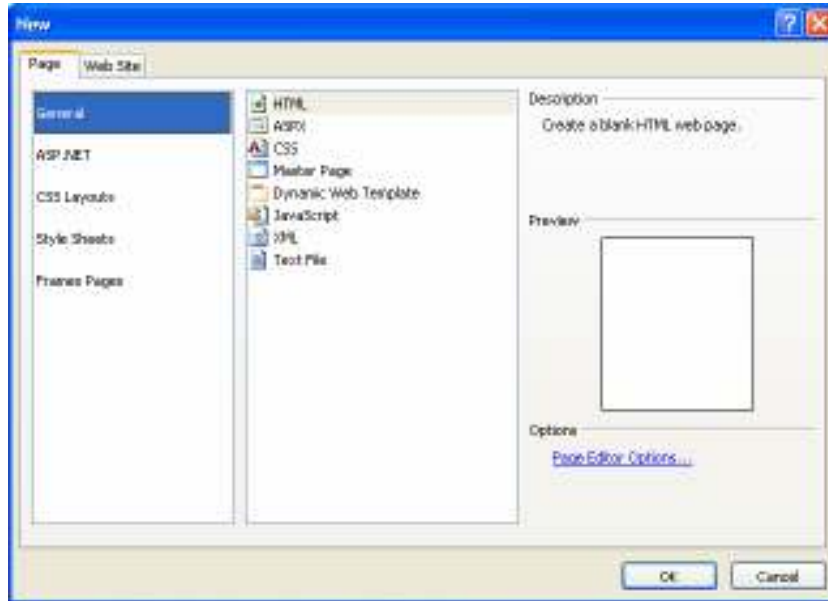 New
Page
Web Site
General
ASP.NET
CSS Layouts
Style Sheets
Frames Pages
HTML
ASPX
CSS
Master Page
Dynamic Web Template
JavaScript
XML
Text File
Description
Create a blank HTML web page.
Preview
Options
Page Editor Options...
OK
Cancel